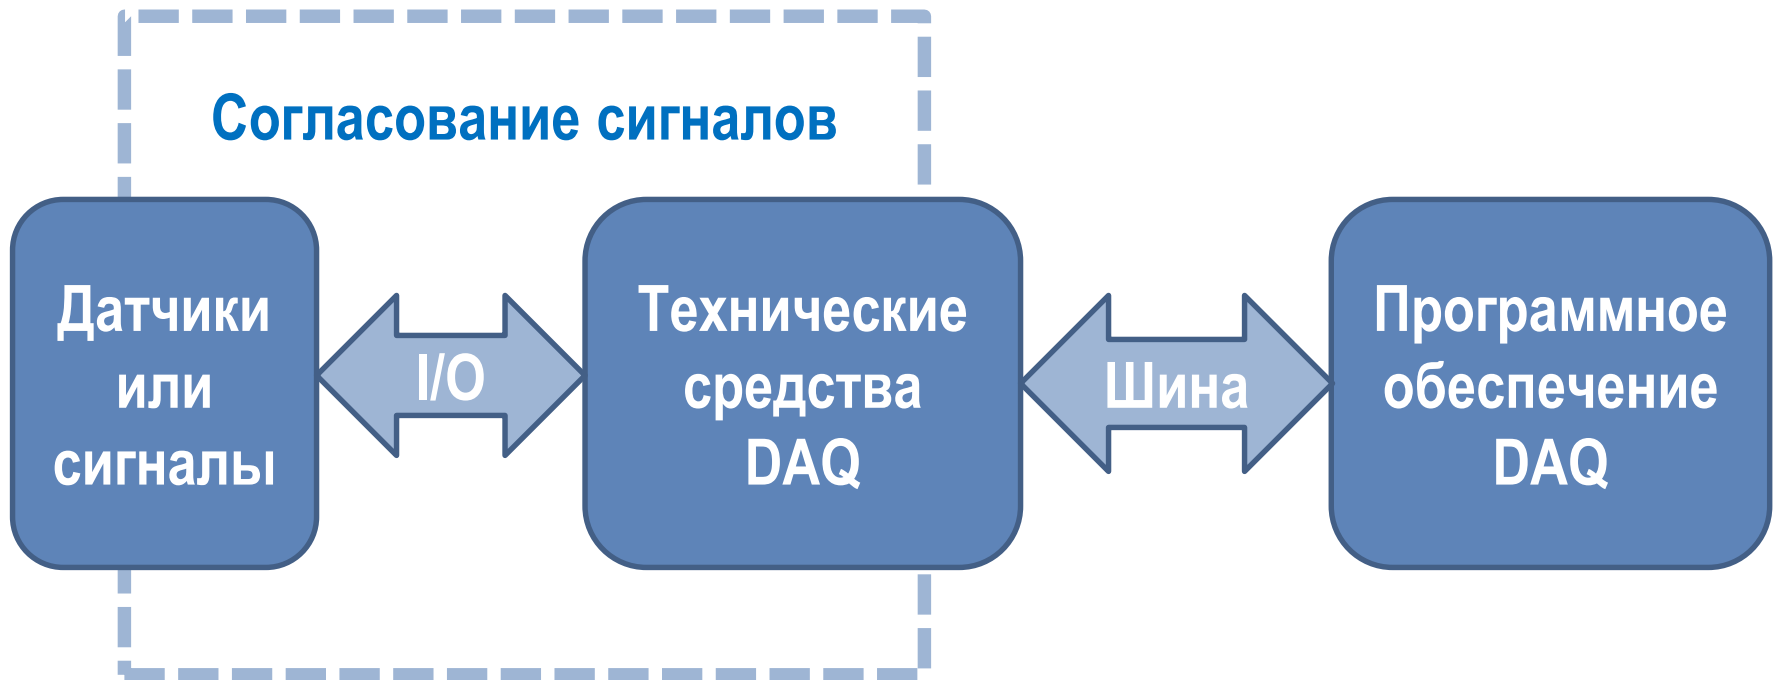 Согласование сигналов
Датчики
или
сигналы
I/O
Технические
средства
DAQ
Шина
Программное
обеспечение
DAQ